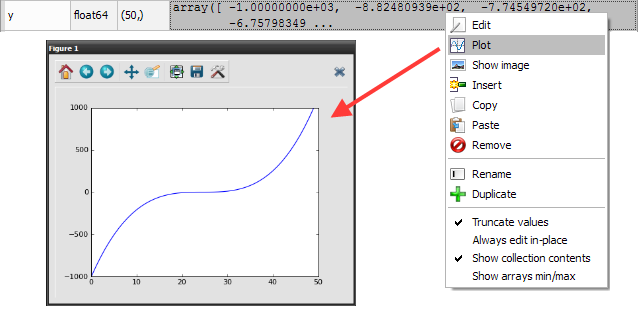 y float64 (50,) array([ -1.00000000e+03, -8.82480939e+02, -7.74549720e+02,
-6.75798349 ...
Figure 1
1000
500
0
−500
−1000
0 10 20 30 40 50
Edit
Plot
Show image
Insert
Copy
Paste
Remove
Rename
Duplicate
Truncate values
Always edit in-place
Show collection contents
Show arrays min/max